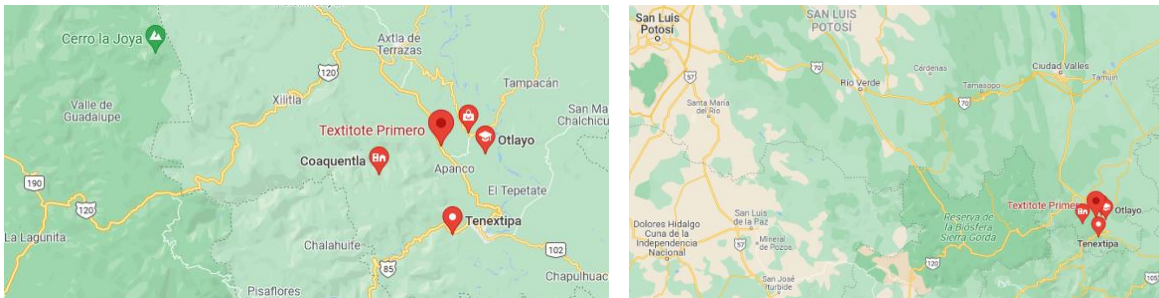 Cerro la Joya
Axtla de
Terrazas
120
Tampacán
Valle de
Guadalupe
Xilitla
San Ma
Chalchicu
Textitote Primero
Otlayo
Coaquentla
Apanco
190
El Tepetate
120
Tenextipa
La Lagunita
Chalahuite
102
85
Chapulhuac
Pisaflores
San Luis
Potosí
SAN LUIS
POTOSÍ
57
70
Cárdenas
Ciudad Valles
Rio Verde
Tamasopo
Tamuín
Santa María
del Río
70
Textitote Primer
Otlayo
Dolores Hidalgo
Cuna de la
Independencia
Nacional
San Luis
de la Paz
Reserva de
la Biósfera
Sierra Gorda
57
Mineral
de Pozos
Tenextipa
120
San José
Iturbide
105